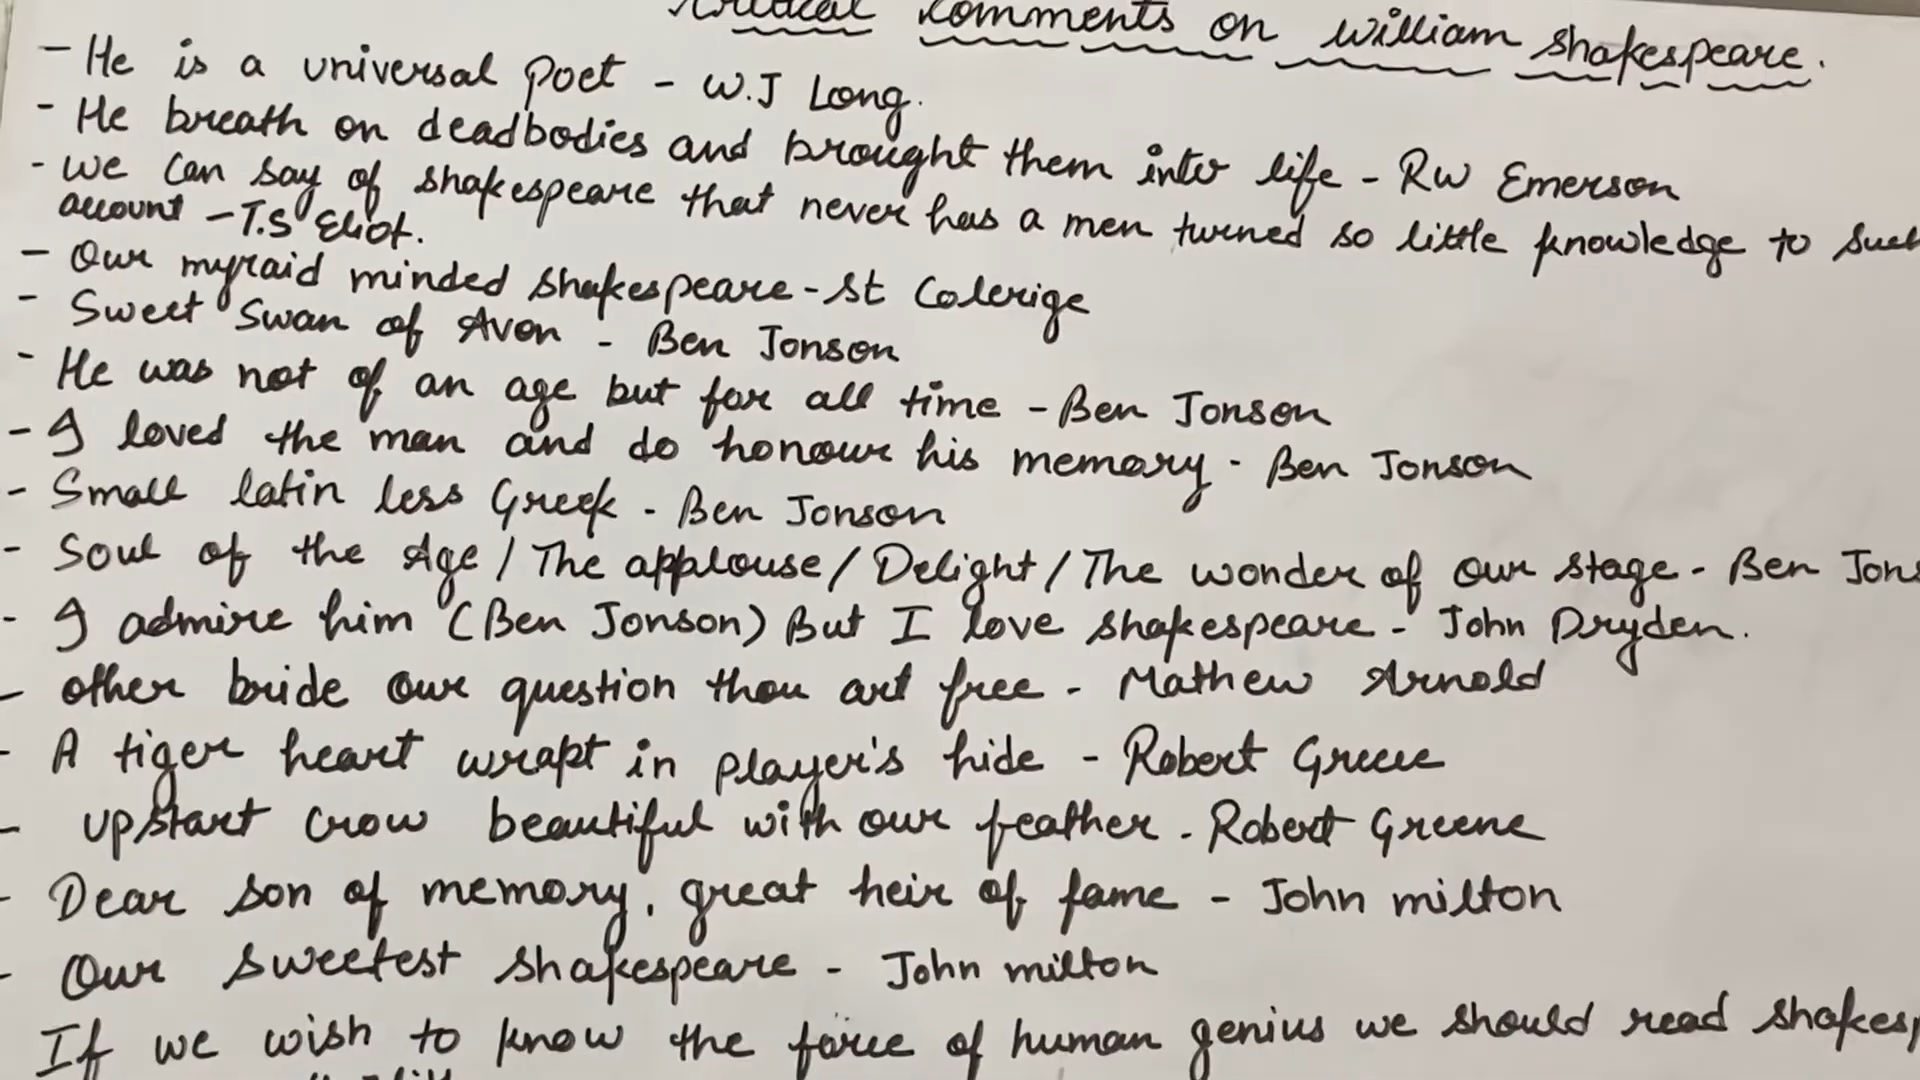 Critical Comments on William Shakespeare.
- He is a universal Poet - W.J Long.
- He breath on deadbodies and brought them into life - RW Emerson
- We Can Say of Shakespeare that never has a men turned so little knowledge to such
account - T.S Eliot.
- Our myraid minded Shakespeare - St Colerige
- Sweet Swan of Avon - Ben Jonson
- He was not of an age but for all time - Ben Jonson
- I loved the man and do honour his memory - Ben Jonson
- Small latin less Greek - Ben Jonson
- Soul of the Age / The applouse / Delight / The wonder of our stage - Ben Jons
- I admire him (Ben Jonson) But I love Shakespeare - John Dryden.
- other bride our question thou art free - Mathew Arnold
- A tiger heart wrapt in player's hide - Robert Greene
- upstart crow beautiful with our feather - Robert Greene
- Dear son of memory, great heir of fame - John milton
- Our sweetest Shakespeare - John milton
If we wish to know the force of human genius we should read Shakesp